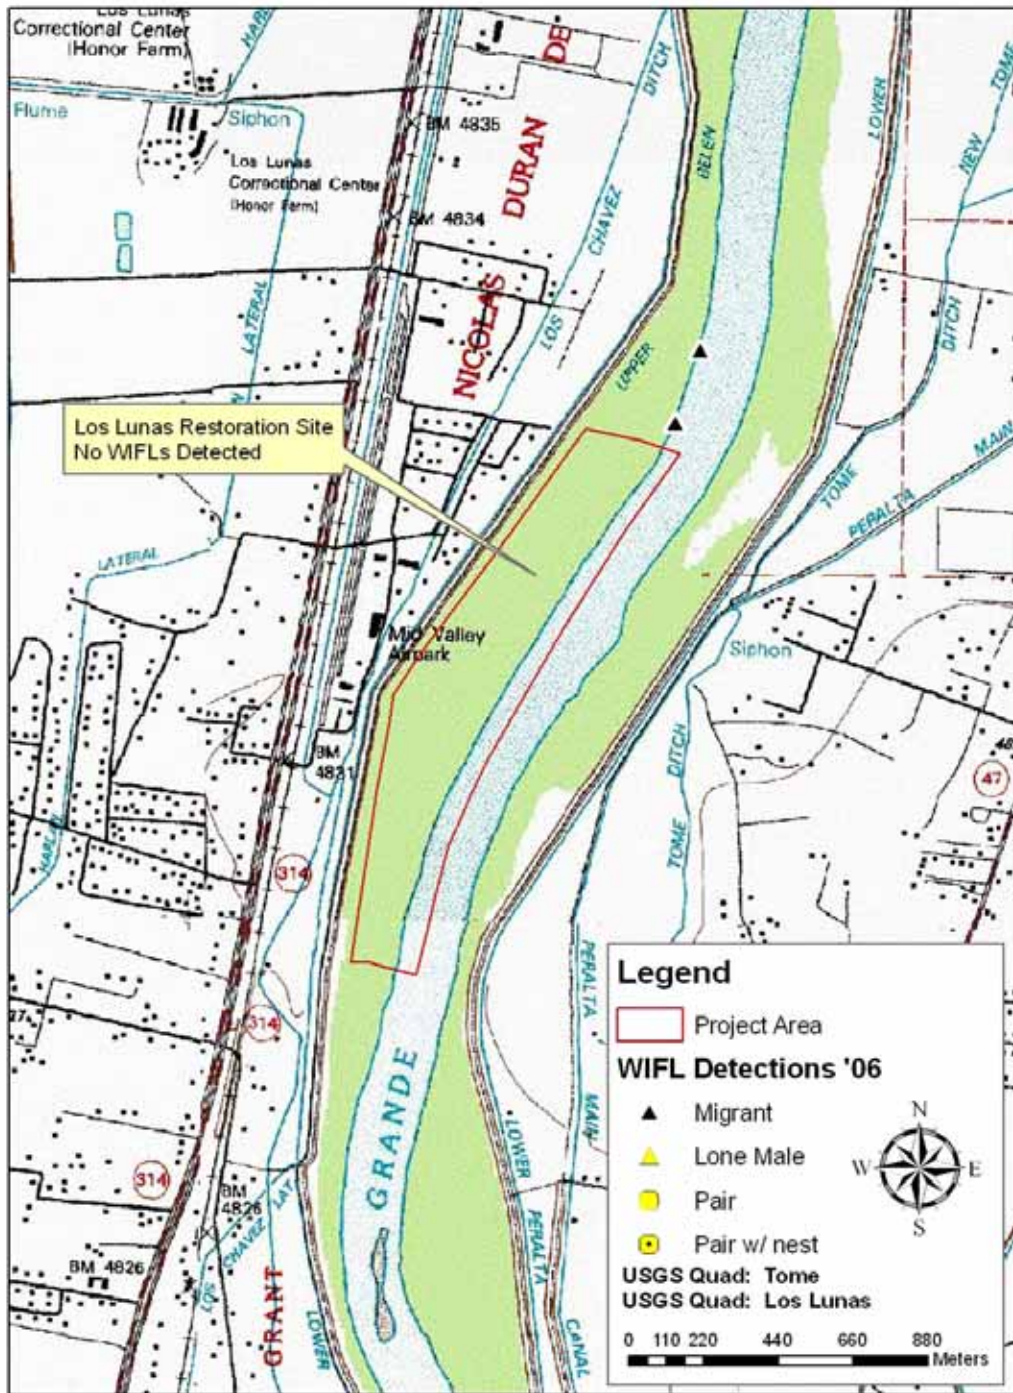 Los Lunas
Correctional Center
(Honor Farm)
Flume
Siphon
HARLAN
BM 4835
Los Lunas
Correctional Center
(Honor Farm)
BM 4834
DE
DURAN
NICOLAS
DITCH
CHAVEZ
LOS
BELEN
UPPER
LOWER
NEW TOME
DITCH
TOME
MAIN
PERALTA
LATERAL
Los Lunas Restoration Site
No WIFLs Detected
LATERAL
Mid Valley
Airpark
Siphon
BM
4831
HARLAN
314
DITCH
TOME
47
314
PERALTA
MAIN
LOWER
PERALTA
CANAL
GRANDE
314
BM
4826
LAT
CHAVEZ
LOS
BM 4826
GRANT
LOWER
Legend
Project Area
WIFL Detections '06
Migrant
Lone Male
Pair
Pair w/ nest
N
W E
S
USGS Quad: Tome
USGS Quad: Los Lunas
0 110 220 440 660 880
Meters